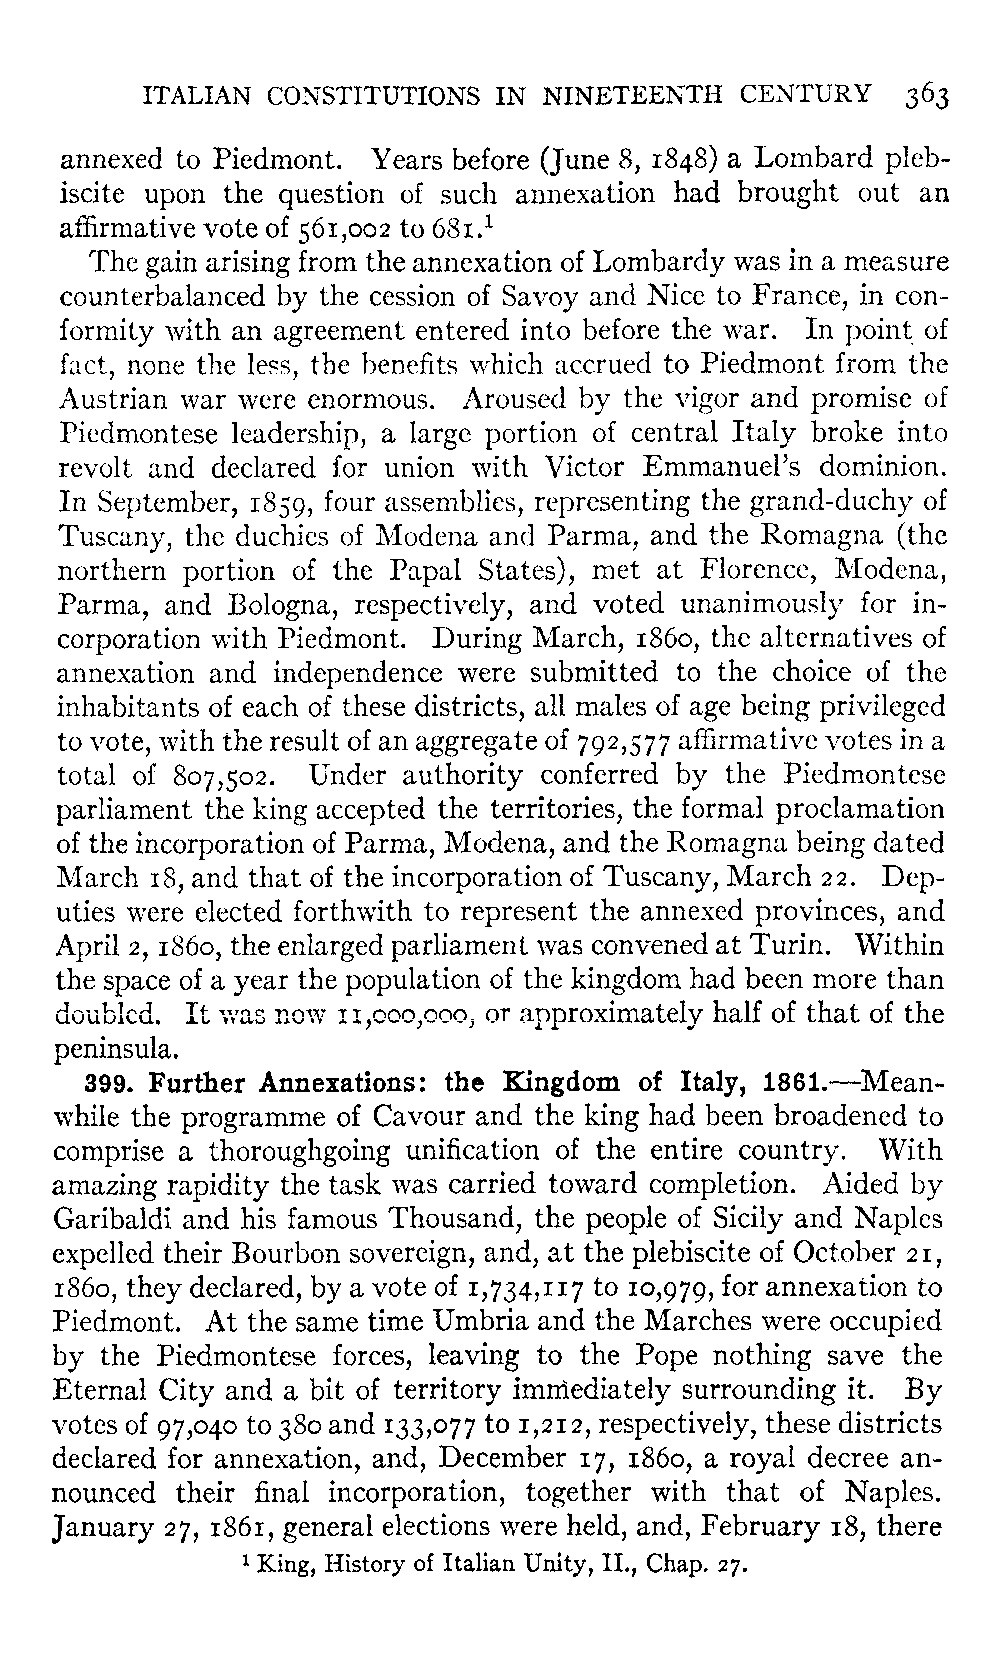 ITALIAN CONSTITUTIONS IN NINETEENTH CENTURY 363
annexed to Piedmont. Years before (June 8, 1848) a Lombard pleb-
iscite upon the question of such annexation had brought out an
affirmative vote of 561,002 to 681.¹
The gain arising from the annexation of Lombardy was in a measure
counterbalanced by the cession of Savoy and Nice to France, in con-
formity with an agreement entered into before the war. In point of
fact, none the less, the benefits which accrued to Piedmont from the
Austrian war were enormous. Aroused by the vigor and promise of
Piedmontese leadership, a large portion of central Italy broke into
revolt and declared for union with Victor Emmanuel's dominion.
In September, 1859, four assemblies, representing the grand-duchy of
Tuscany, the duchies of Modena and Parma, and the Romagna (the
northern portion of the Papal States), met at Florence, Modena,
Parma, and Bologna, respectively, and voted unanimously for in-
corporation with Piedmont. During March, 1860, the alternatives of
annexation and independence were submitted to the choice of the
inhabitants of each of these districts, all males of age being privileged
to vote, with the result of an aggregate of 792,577 affirmative votes in a
total of 807,502. Under authority conferred by the Piedmontese
parliament the king accepted the territories, the formal proclamation
of the incorporation of Parma, Modena, and the Romagna being dated
March 18, and that of the incorporation of Tuscany, March 22. Dep-
uties were elected forthwith to represent the annexed provinces, and
April 2, 1860, the enlarged parliament was convened at Turin. Within
the space of a year the population of the kingdom had been more than
doubled. It was now 11,000,000, or approximately half of that of the
peninsula.
399. Further Annexations: the Kingdom of Italy, 1861.—Mean-
while the programme of Cavour and the king had been broadened to
comprise a thoroughgoing unification of the entire country. With
amazing rapidity the task was carried toward completion. Aided by
Garibaldi and his famous Thousand, the people of Sicily and Naples
expelled their Bourbon sovereign, and, at the plebiscite of October 21,
1860, they declared, by a vote of 1,734,117 to 10,979, for annexation to
Piedmont. At the same time Umbria and the Marches were occupied
by the Piedmontese forces, leaving to the Pope nothing save the
Eternal City and a bit of territory immediately surrounding it. By
votes of 97,040 to 380 and 133,077 to 1,212, respectively, these districts
declared for annexation, and, December 17, 1860, a royal decree an-
nounced their final incorporation, together with that of Naples.
January 27, 1861, general elections were held, and, February 18, there
¹ King, History of Italian Unity, II., Chap. 27.